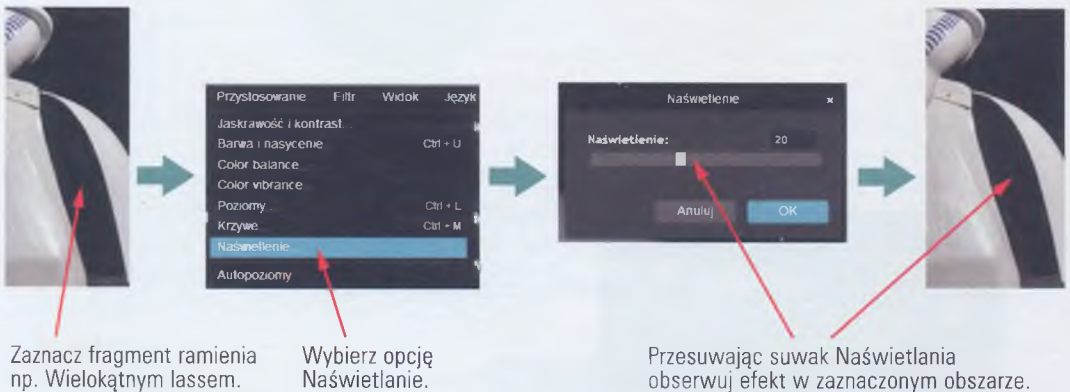 Przystosowanie Filtr Widok Język
Jaskrawość i kontrast...
Barwa i nasycenie Ctrl + U
Color balance
Color vibrance
Poziomy... Ctrl + L
Krzywe Ctrl + M
Naświetlenie...
Autopoziomy
Naświetlenie x
Naświetlenie: 20
Anuluj OK
Zaznacz fragment ramienia
np. Wielokątnym lassem.
Wybierz opcję
Naświetlanie.
Przesuwając suwak Naświetlania
obserwuj efekt w zaznaczonym obszarze.